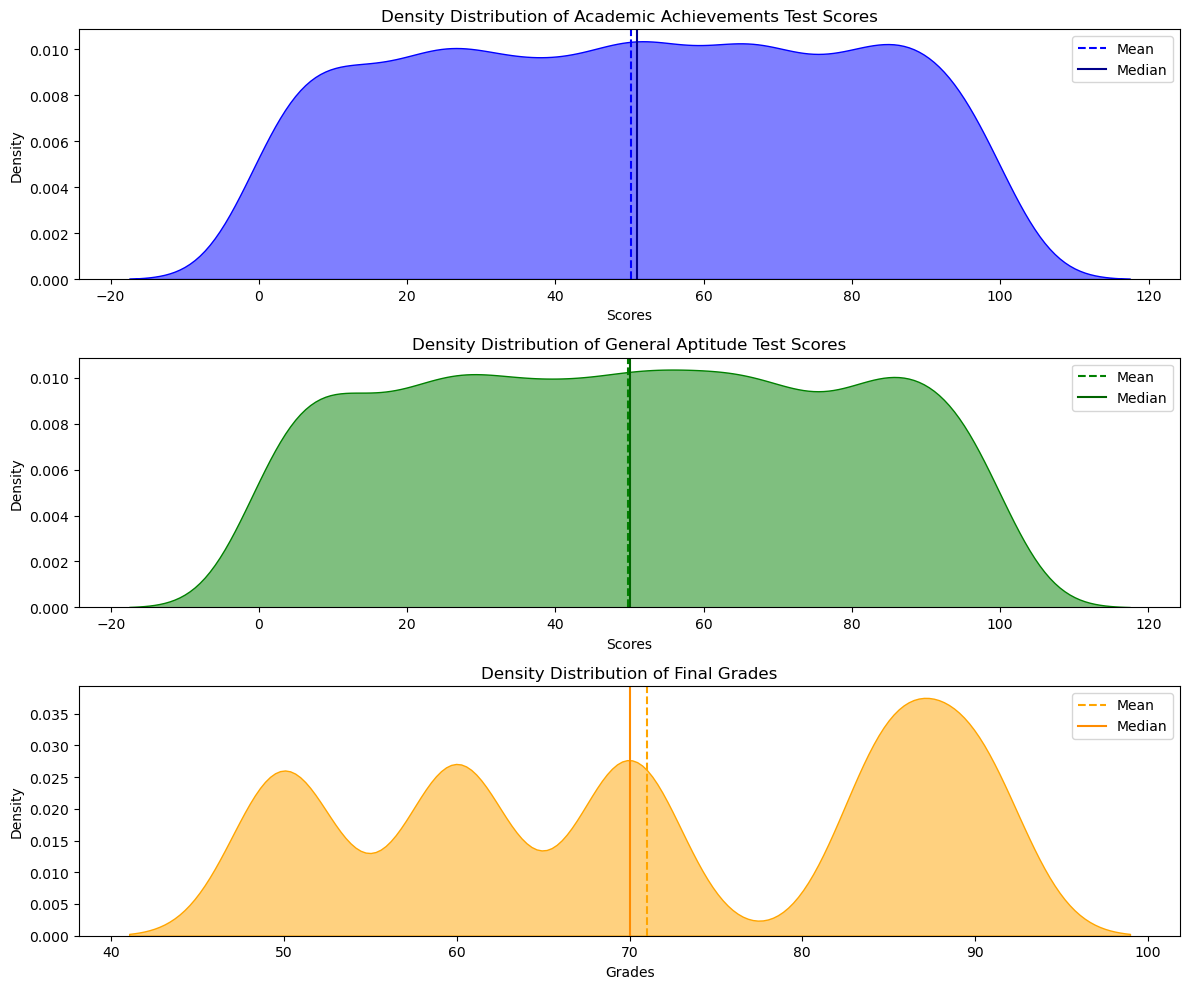 Density Distribution of Academic Achievements Test Scores
Mean
Median
Density
0.010
0.008
0.006
0.004
0.002
0.000
−20 0 20 40 60 80 100 120
Scores
Density Distribution of General Aptitude Test Scores
Mean
Median
Density
0.010
0.008
0.006
0.004
0.002
0.000
−20 0 20 40 60 80 100 120
Scores
Density Distribution of Final Grades
Mean
Median
Density
0.035
0.030
0.025
0.020
0.015
0.010
0.005
0.000
40 50 60 70 80 90 100
Grades